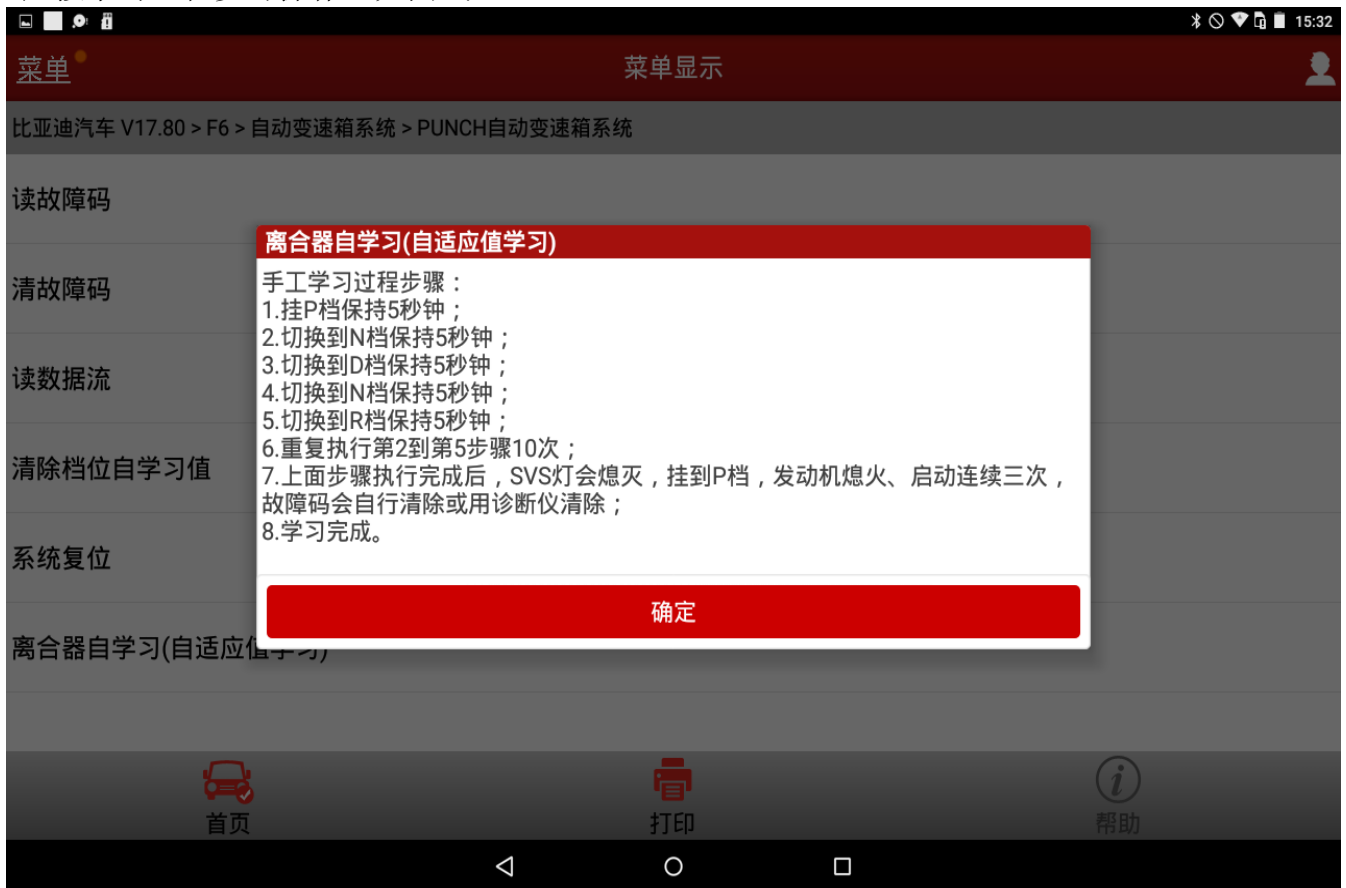 15:32
菜单
菜单显示
比亚迪汽车 V17.80 > F6 > 自动变速箱系统 > PUNCH自动变速箱系统
读故障码
清故障码
读数据流
清除档位自学习值
系统复位
离合器自学习(自适应值学习)
离合器自学习(自适应值学习)
手工学习过程步骤：
1.挂P档保持5秒钟；
2.切换到N档保持5秒钟；
3.切换到D档保持5秒钟；
4.切换到N档保持5秒钟；
5.切换到R档保持5秒钟；
6.重复执行第2到第5步骤10次；
7.上面步骤执行完成后，SVS灯会熄灭，挂到P档，发动机熄火、启动连续三次，
故障码会自行清除或用诊断仪清除；
8.学习完成。
确定
首页
打印
帮助